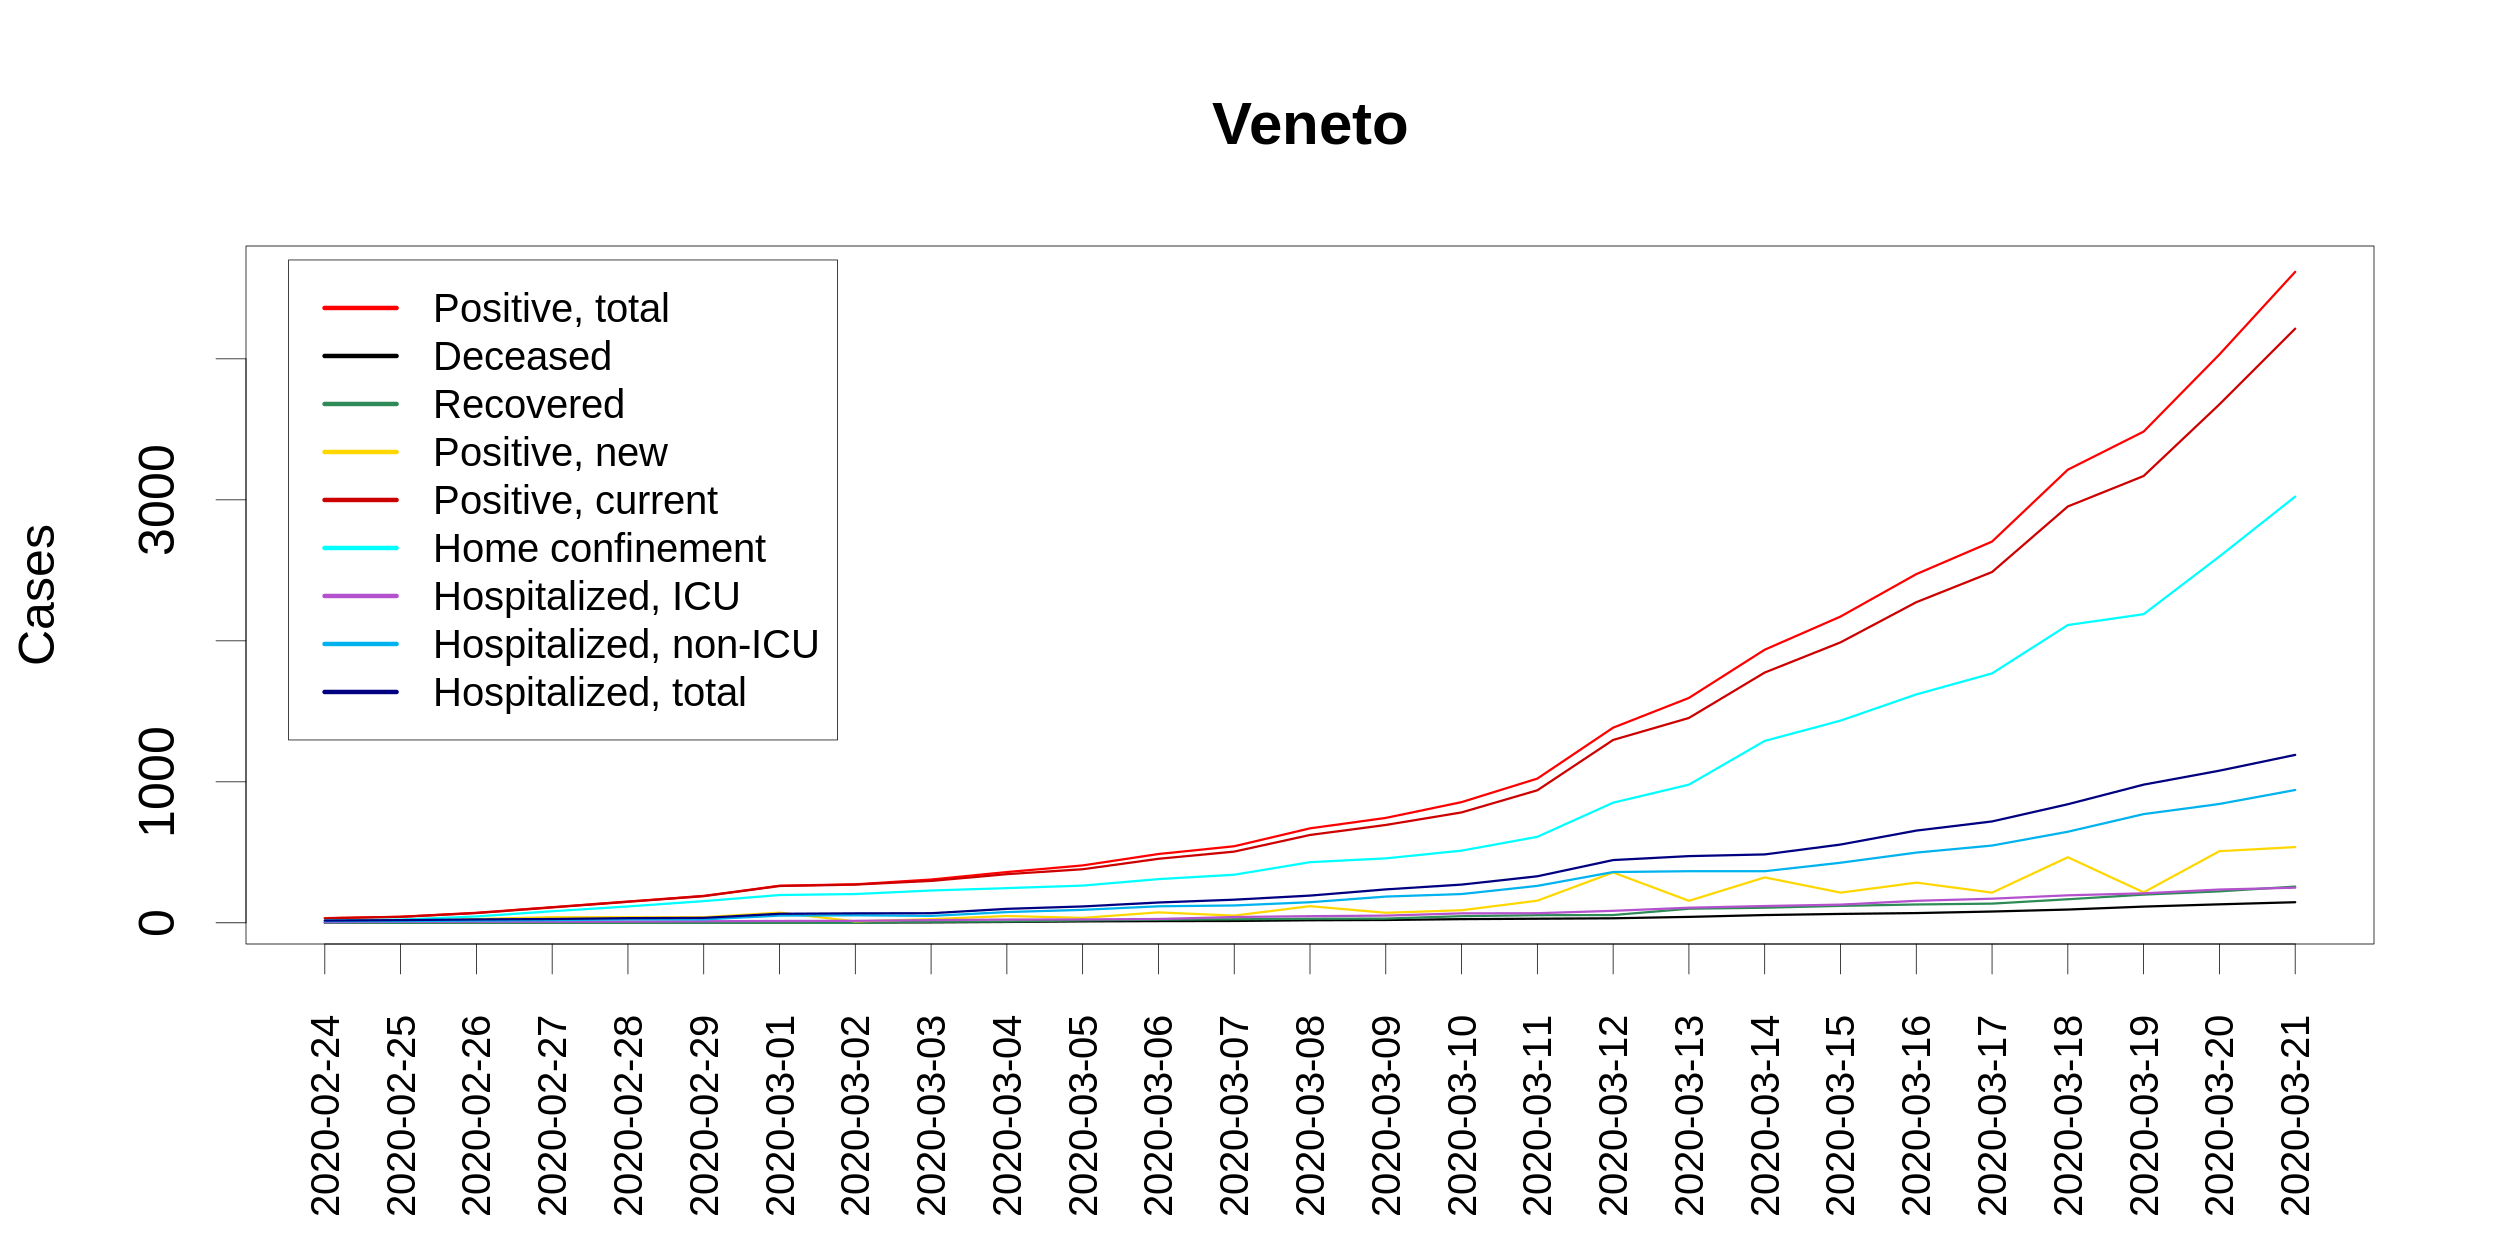 Veneto
Cases
3000
1000
0
Positive, total
Deceased
Recovered
Positive, new
Positive, current
Home confinement
Hospitalized, ICU
Hospitalized, non-ICU
Hospitalized, total
2020-02-24
2020-02-25
2020-02-26
2020-02-27
2020-02-28
2020-02-29
2020-03-01
2020-03-02
2020-03-03
2020-03-04
2020-03-05
2020-03-06
2020-03-07
2020-03-08
2020-03-09
2020-03-10
2020-03-11
2020-03-12
2020-03-13
2020-03-14
2020-03-15
2020-03-16
2020-03-17
2020-03-18
2020-03-19
2020-03-20
2020-03-21